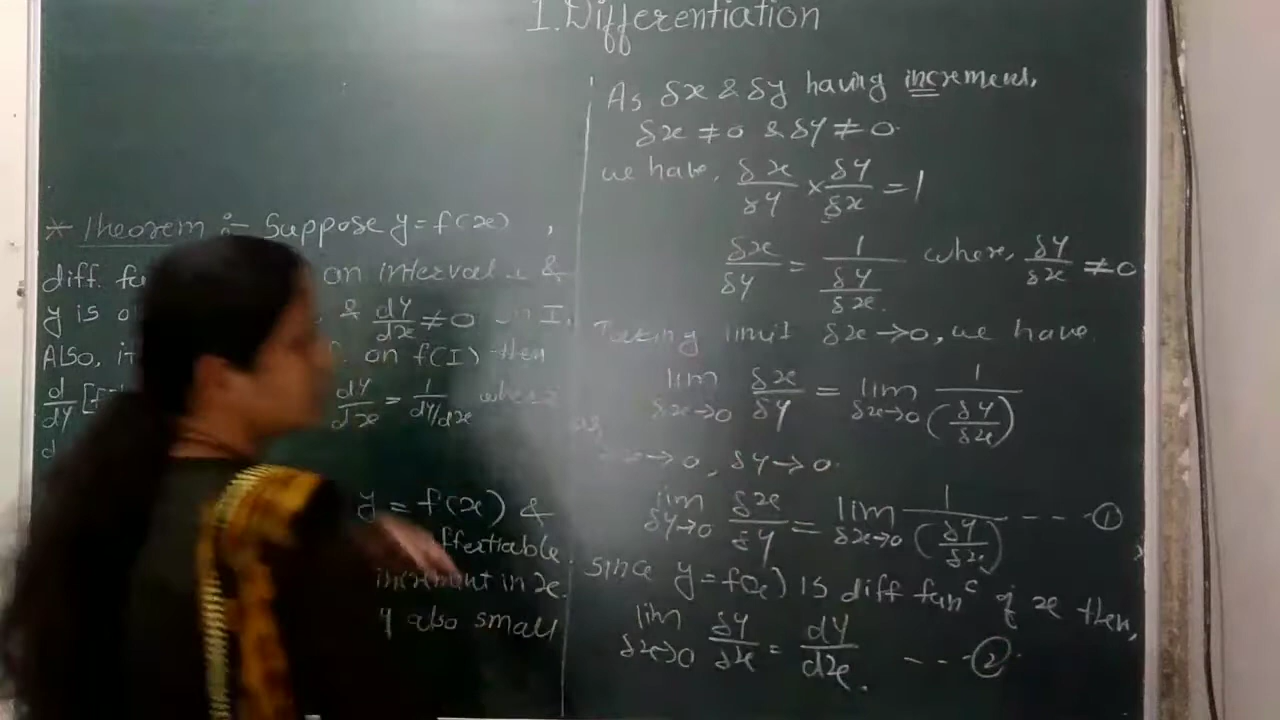 1. Differentiation
* Theorem :- Suppose y = f(x) ,
diff. on interval I &
y is & dy/dx ≠ 0 on I,
Also, on f(I) then
d/dy dy/dx = 1/(dy/dx) where
y = f(x) &
increment in x.
y also small
As δx & δy having increment,
δx ≠ 0 & δy ≠ 0.
we have, δx/δy × δy/δx = 1
δx/δy = 1/(δy/δx) where, δy/δx ≠ 0
Taking limit δx → 0, we have.
lim δx→0 δx/δy = lim δx→0 1/(δy/δx)
as,
δx → 0, δy → 0.
lim δy→0 δx/δy = lim δx→0 1/(δy/δx) --- ①
since y = f(x) is diff funᶜ of x then,
lim δx→0 δy/δx = dy/dx. --- ②